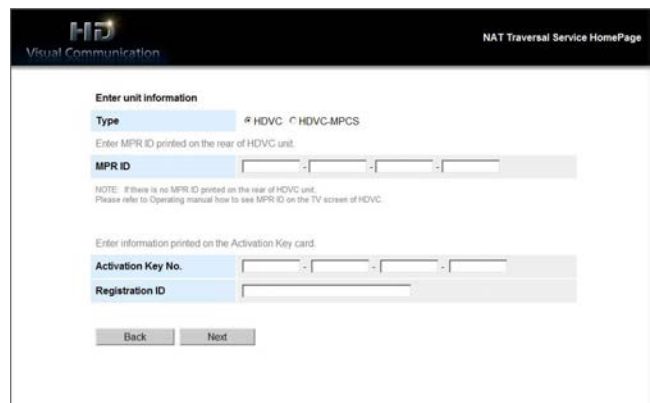 HD
Visual Communication
NAT Traversal Service HomePage
Enter unit information
Type HDVC HDVC-MPCS
Enter MPR ID printed on the rear of HDVC unit.
MPR ID - - -
NOTE: If there is no MPR ID printed on the rear of HDVC unit.
Please refer to Operating manual how to see MPR ID on the TV screen of HDVC.
Enter information printed on the Activation Key card.
Activation Key No. - - -
Registration ID
Back Next